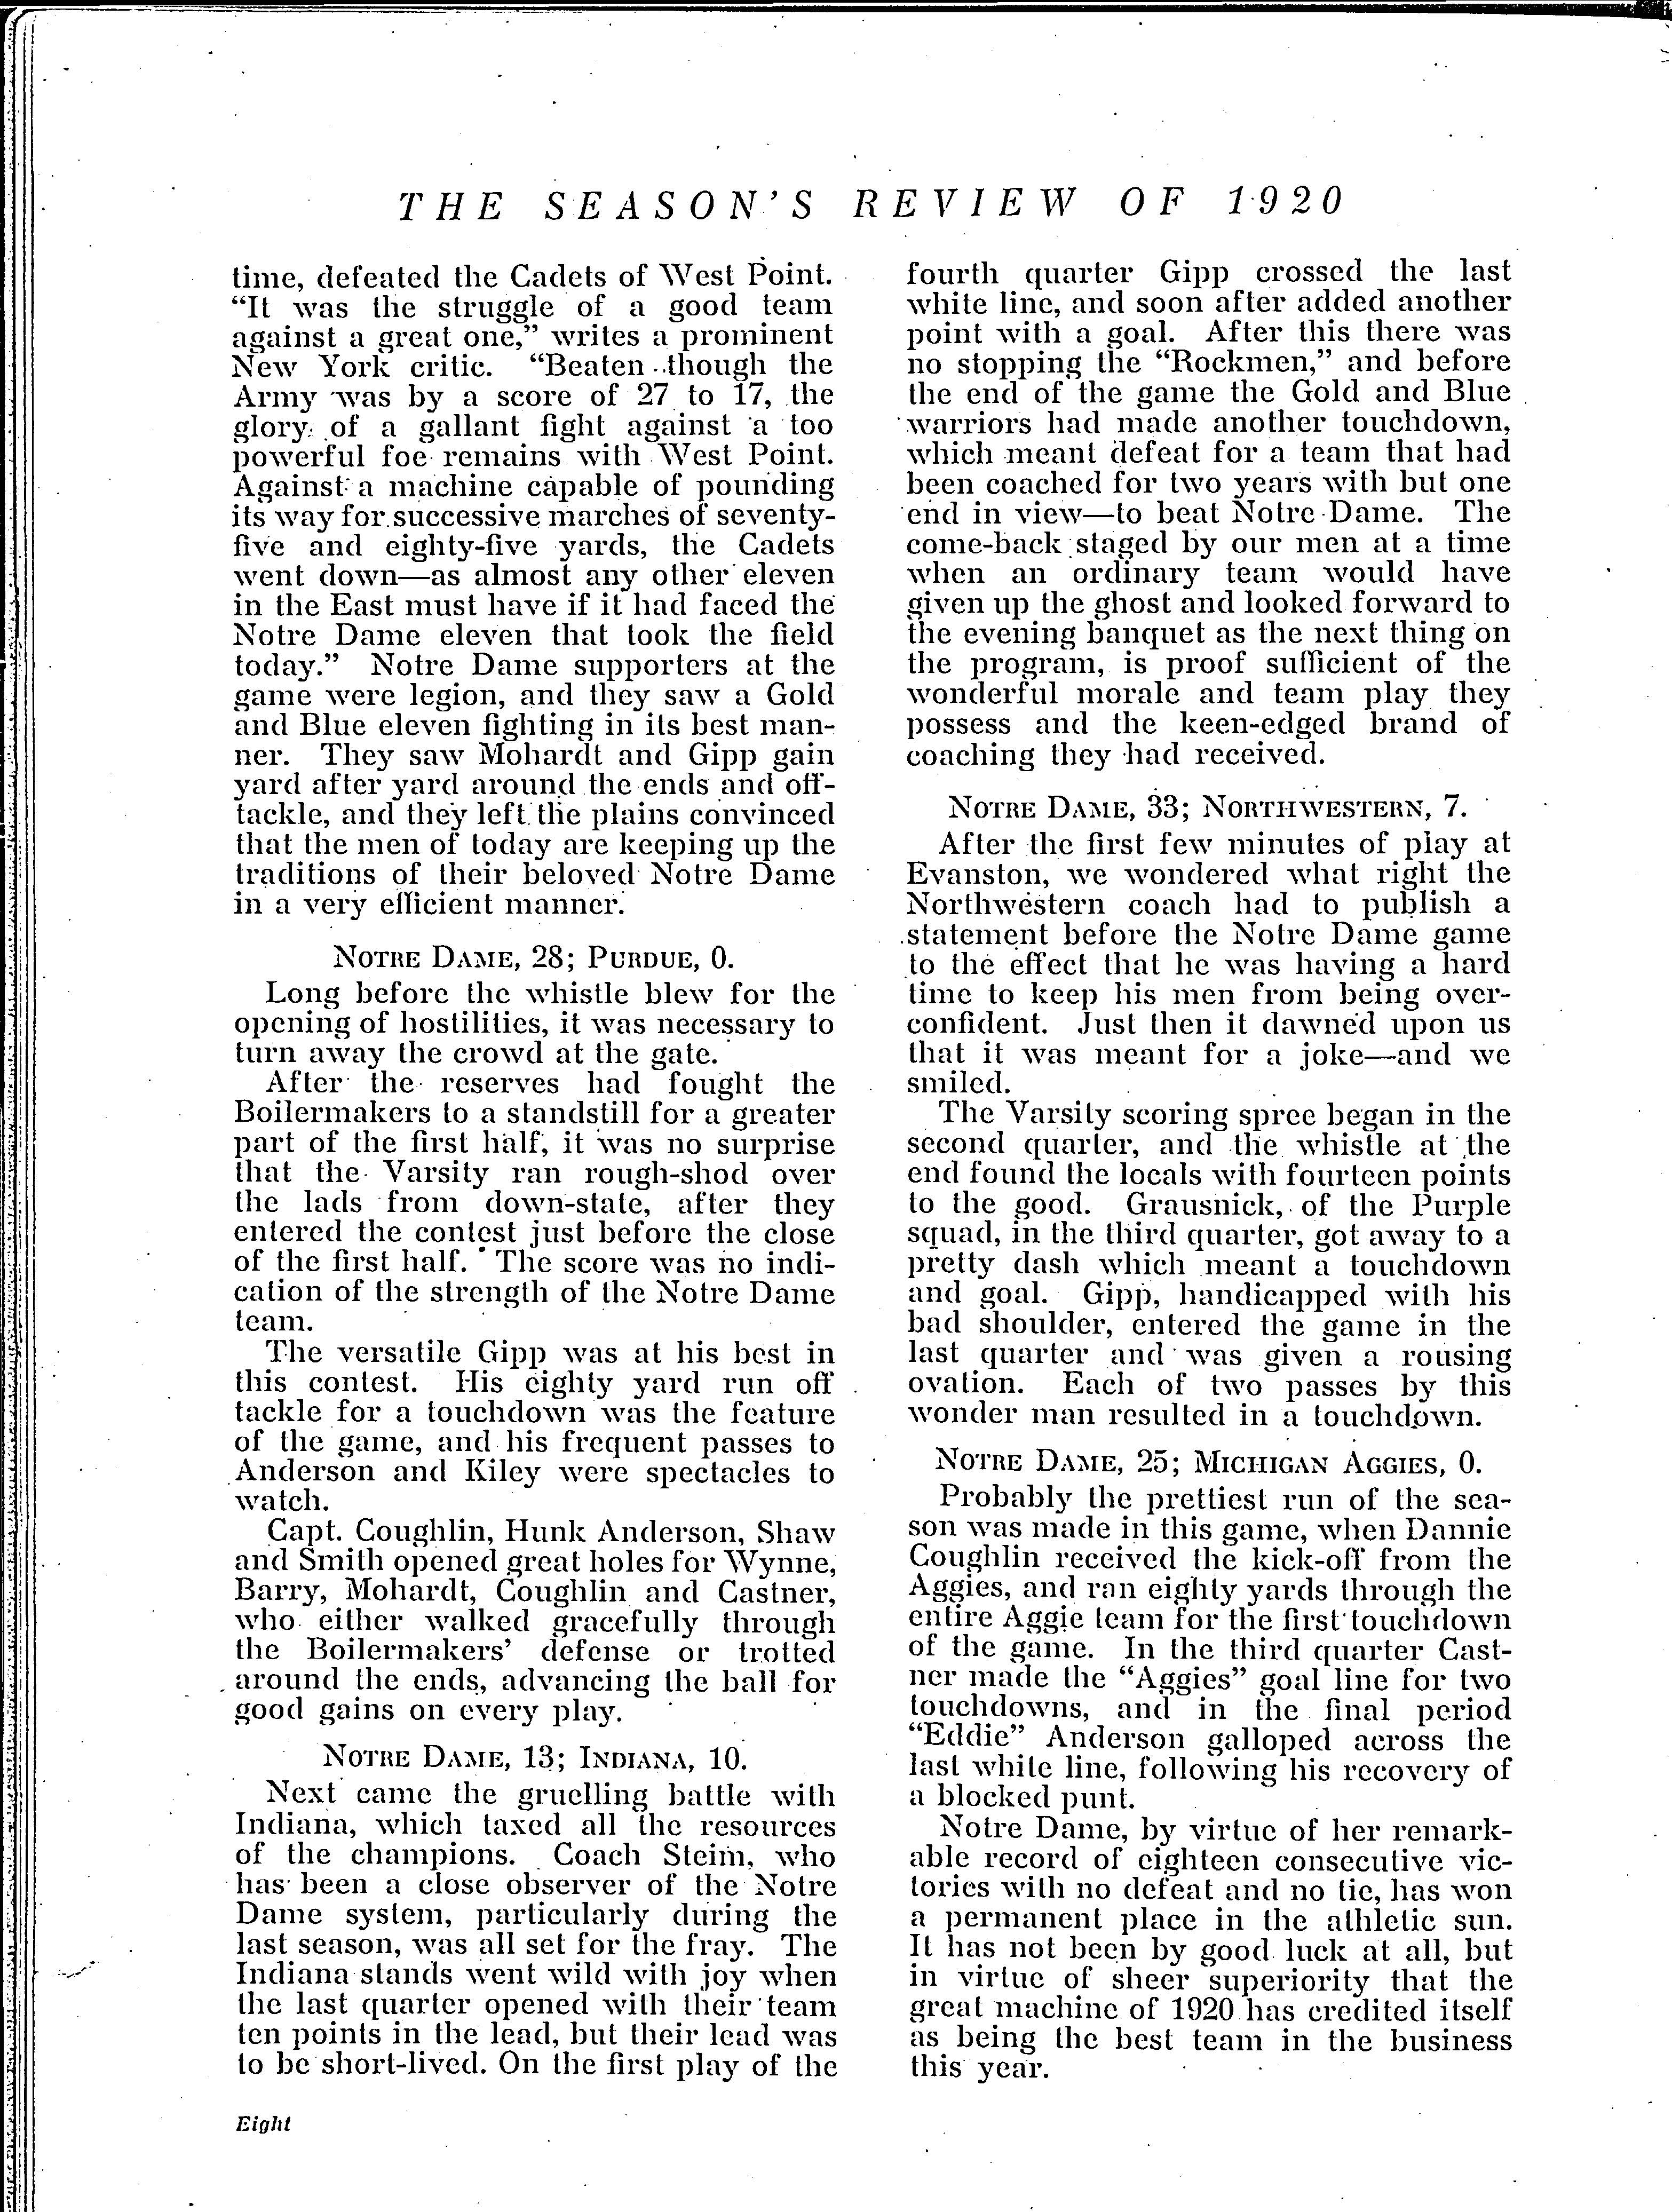 THE SEASON'S REVIEW OF 1920
time, defeated the Cadets of West Point.
“It was the struggle of a good team
against a great one,” writes a prominent
New York critic. “Beaten though the
Army was by a score of 27 to 17, the
glory of a gallant fight against a too
powerful foe remains with West Point.
Against a machine capable of pounding
its way for successive marches of seventy-
five and eighty-five yards, the Cadets
went down—as almost any other eleven
in the East must have if it had faced the
Notre Dame eleven that took the field
today.” Notre Dame supporters at the
game were legion, and they saw a Gold
and Blue eleven fighting in its best man-
ner. They saw Mohardt and Gipp gain
yard after yard around the ends and off-
tackle, and they left the plains convinced
that the men of today are keeping up the
traditions of their beloved Notre Dame
in a very efficient manner.
NOTRE DAME, 28; PURDUE, 0.
Long before the whistle blew for the
opening of hostilities, it was necessary to
turn away the crowd at the gate.
After the reserves had fought the
Boilermakers to a standstill for a greater
part of the first half, it was no surprise
that the Varsity ran rough-shod over
the lads from down-state, after they
entered the contest just before the close
of the first half. The score was no indi-
cation of the strength of the Notre Dame
team.
The versatile Gipp was at his best in
this contest. His eighty yard run off
tackle for a touchdown was the feature
of the game, and his frequent passes to
Anderson and Kiley were spectacles to
watch.
Capt. Coughlin, Hunk Anderson, Shaw
and Smith opened great holes for Wynne,
Barry, Mohardt, Coughlin and Castner,
who either walked gracefully through
the Boilermakers' defense or trotted
around the ends, advancing the ball for
good gains on every play.
NOTRE DAME, 13; INDIANA, 10.
Next came the gruelling battle with
Indiana, which taxed all the resources
of the champions. Coach Steim, who
has been a close observer of the Notre
Dame system, particularly during the
last season, was all set for the fray. The
Indiana stands went wild with joy when
the last quarter opened with their team
ten points in the lead, but their lead was
to be short-lived. On the first play of the
fourth quarter Gipp crossed the last
white line, and soon after added another
point with a goal. After this there was
no stopping the “Rockmen,” and before
the end of the game the Gold and Blue
warriors had made another touchdown,
which meant defeat for a team that had
been coached for two years with but one
end in view—to beat Notre Dame. The
come-back staged by our men at a time
when an ordinary team would have
given up the ghost and looked forward to
the evening banquet as the next thing on
the program, is proof sufficient of the
wonderful morale and team play they
possess and the keen-edged brand of
coaching they had received.
NOTRE DAME, 33; NORTHWESTERN, 7.
After the first few minutes of play at
Evanston, we wondered what right the
Northwestern coach had to publish a
statement before the Notre Dame game
to the effect that he was having a hard
time to keep his men from being over-
confident. Just then it dawned upon us
that it was meant for a joke—and we
smiled.
The Varsity scoring spree began in the
second quarter, and the whistle at the
end found the locals with fourteen points
to the good. Grausnick, of the Purple
squad, in the third quarter, got away to a
pretty dash which meant a touchdown
and goal. Gipp, handicapped with his
bad shoulder, entered the game in the
last quarter and was given a rousing
ovation. Each of two passes by this
wonder man resulted in a touchdown.
NOTRE DAME, 25; MICHIGAN AGGIES, 0.
Probably the prettiest run of the sea-
son was made in this game, when Dannie
Coughlin received the kick-off from the
Aggies, and ran eighty yards through the
entire Aggie team for the first touchdown
of the game. In the third quarter Cast-
ner made the “Aggies” goal line for two
touchdowns, and in the final period
“Eddie” Anderson galloped across the
last white line, following his recovery of
a blocked punt.
Notre Dame, by virtue of her remark-
able record of eighteen consecutive vic-
tories with no defeat and no tie, has won
a permanent place in the athletic sun.
It has not been by good luck at all, but
in virtue of sheer superiority that the
great machine of 1920 has credited itself
as being the best team in the business
this year.
Eight